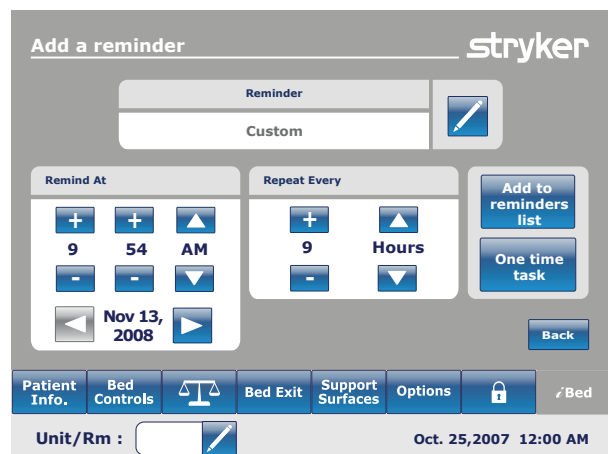 Add a reminder
stryker
Reminder
Custom
Remind At
Repeat Every
+ + +
9 54 AM 9 Hours
- - -
Nov 13,
2008
Add to
reminders
list
One time
task
Back
Patient
Info.
Bed
Controls
Bed Exit
Support
Surfaces
Options
iBed
Unit/Rm :
Oct. 25,2007 12:00 AM